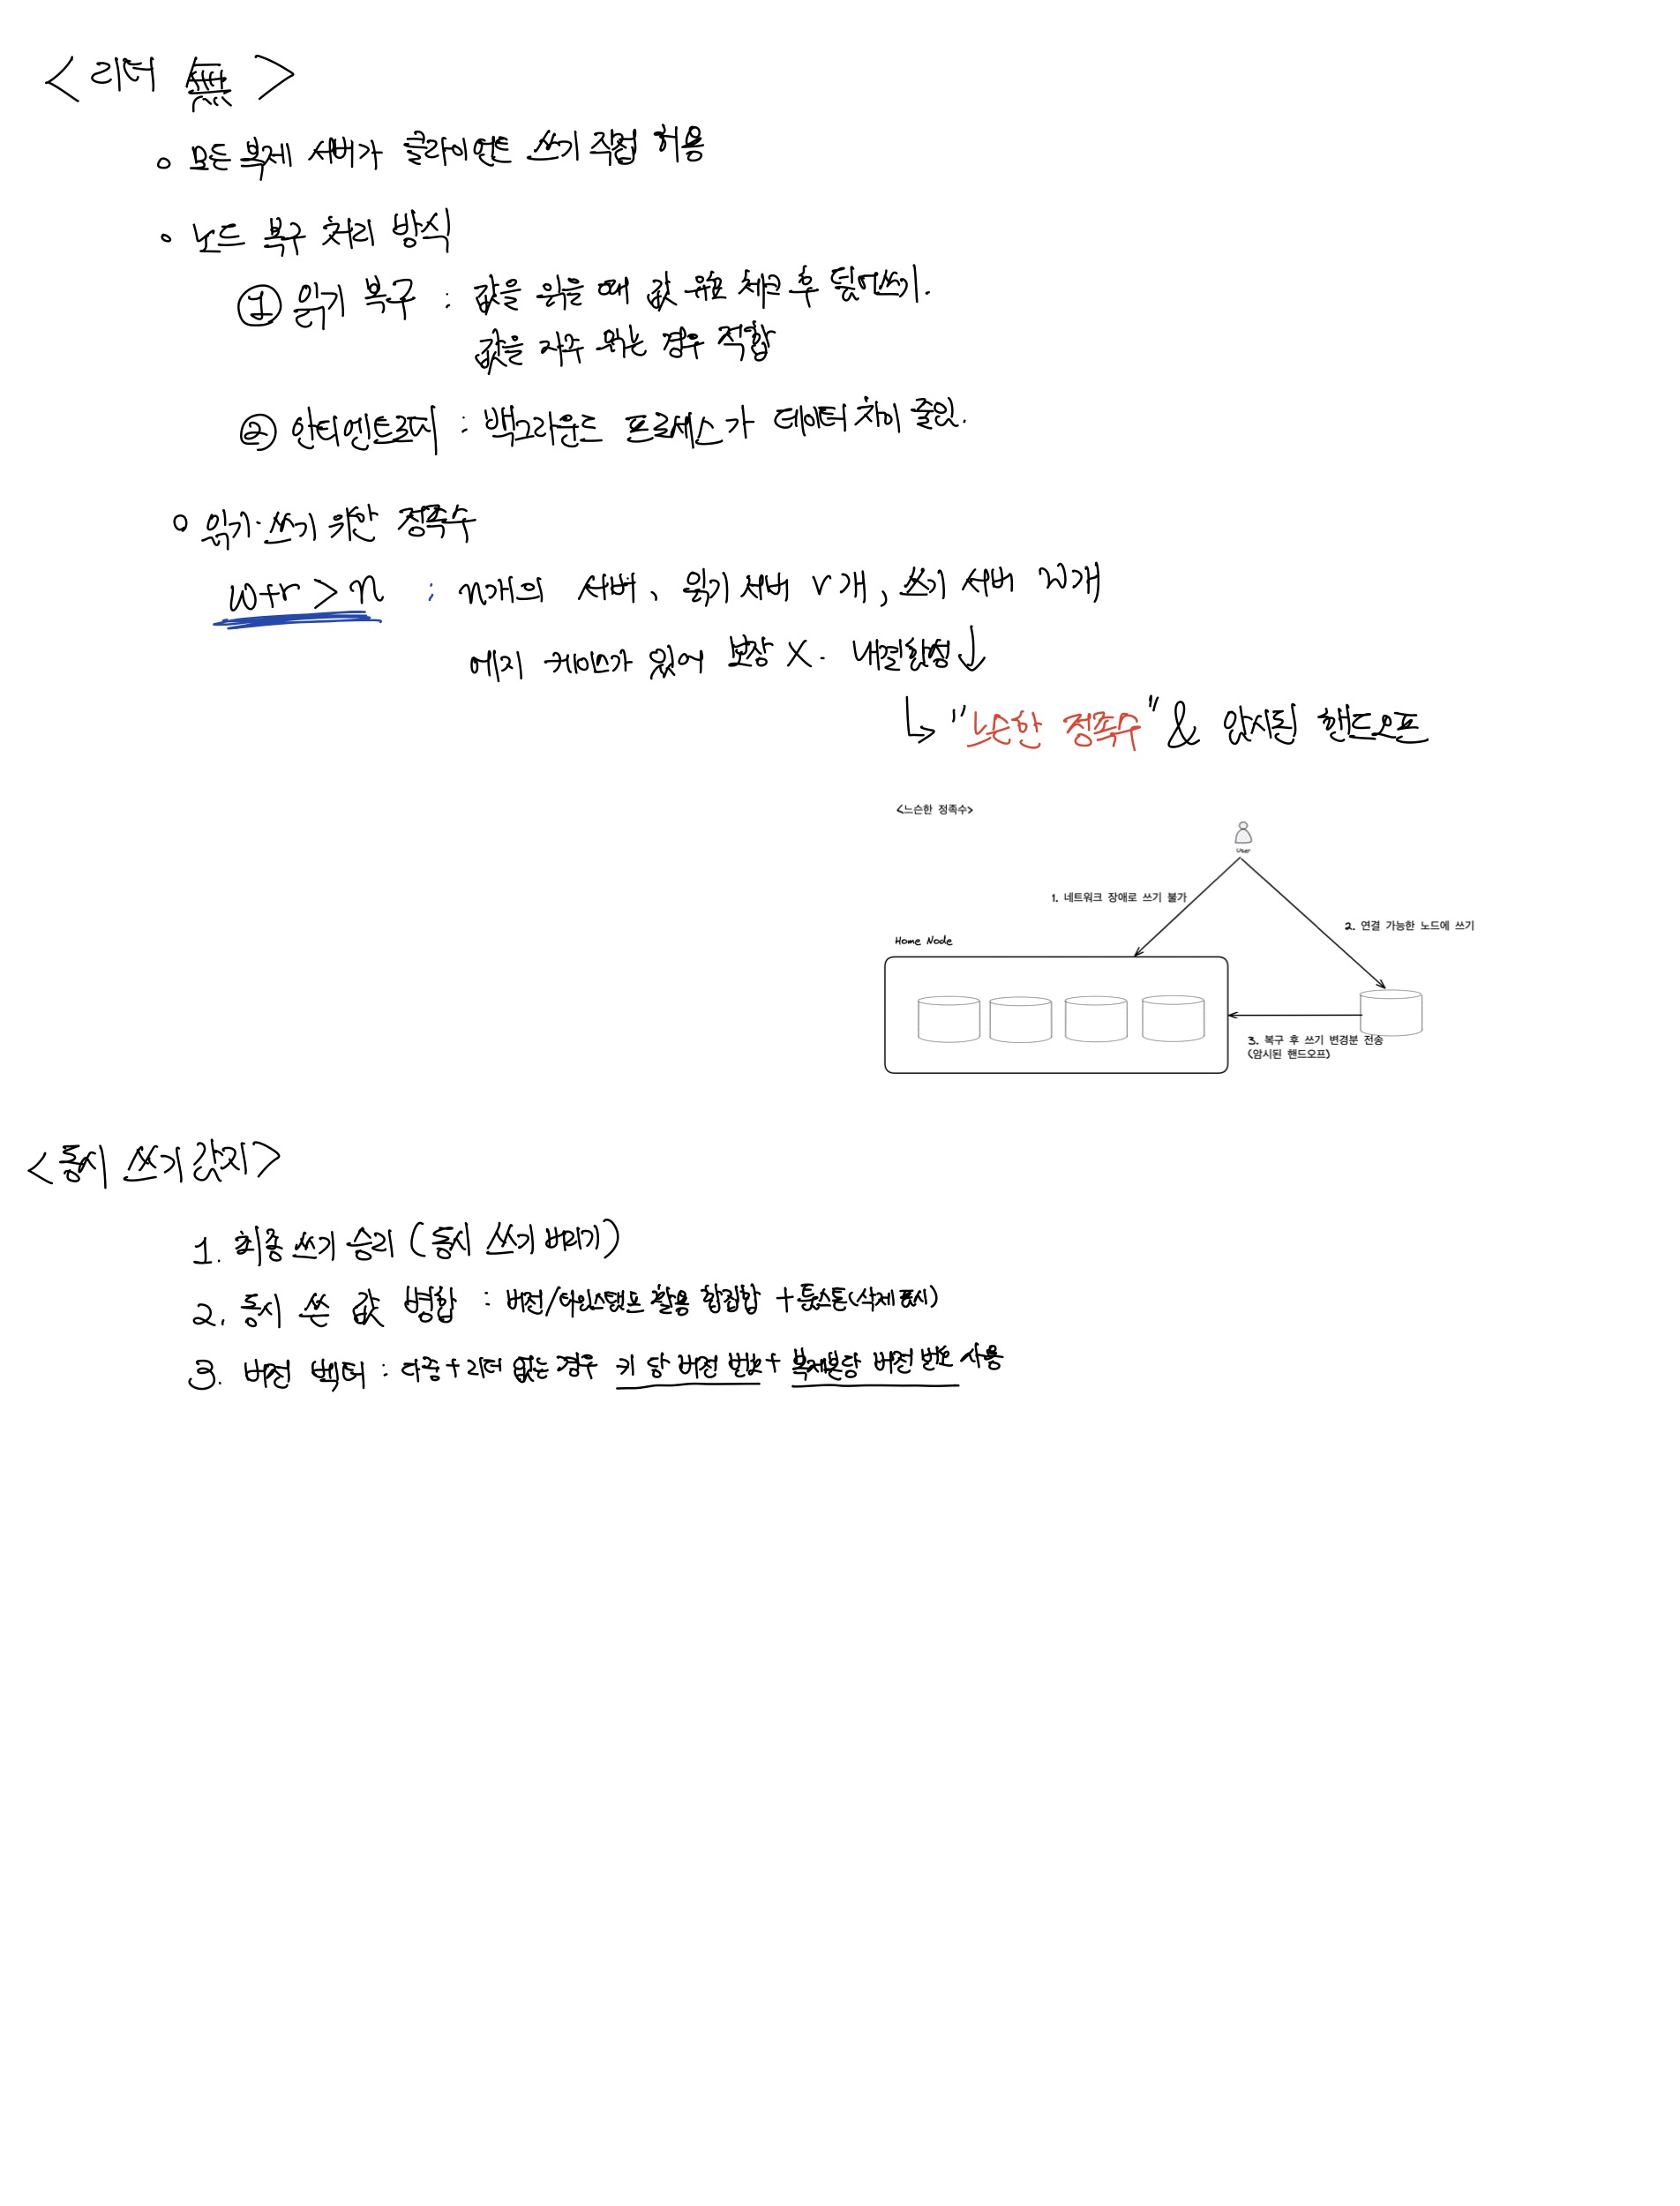 <리더 無>
◦ 모든 복제 서버가 클라이언트 쓰기 직접 허용
◦ 노드 복구 처리 방식
① 읽기 복구 : 값을 읽을 때 값 유효 체크 후 덮어쓰기.
값을 자주 읽는 경우 적합
② 안티엔트로피 : 백그라운드 프로세스가 데이터 차이 줄임.
◦ 읽기·쓰기 위한 정족수
w+r > n : n개의 서버, 읽기 서버 r개, 쓰기 서버 w개
에지 케이스가 있어 보장 X. 내결함성 ↓
↳ "느슨한 정족수" & 암시된 핸드오프
<느슨한 정족수>
User
1. 네트워크 장애로 쓰기 불가
2. 연결 가능한 노드에 쓰기
Home Node
3. 복구 후 쓰기 변경분 전송
(암시된 핸드오프)
<동시 쓰기 감지>
1. 최종 쓰기 승리 (동시 쓰기 버리기)
2. 동시 쓴 값 병합 : 버전/타임스탬프 활용 합집합 + 툼스톤(삭제 표시)
3. 버전 벡터 : 다중 + 리더 없는 경우 키 당 버전 번호 + 복제본당 버전 번호 사용